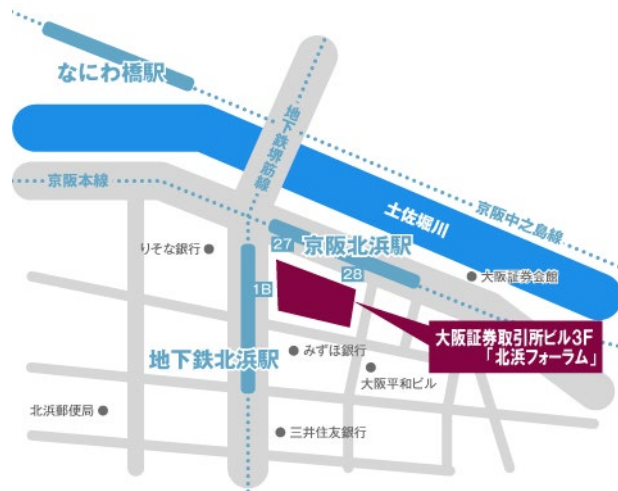 なにわ橋駅
地下鉄堺筋線
京阪本線
土佐堀川
京阪中之島線
りそな銀行
27
京阪北浜駅
28
1B
大阪証券会館
大阪証券取引所ビル3F
「北浜フォーラム」
地下鉄北浜駅
みずほ銀行
大阪平和ビル
北浜郵便局
三井住友銀行